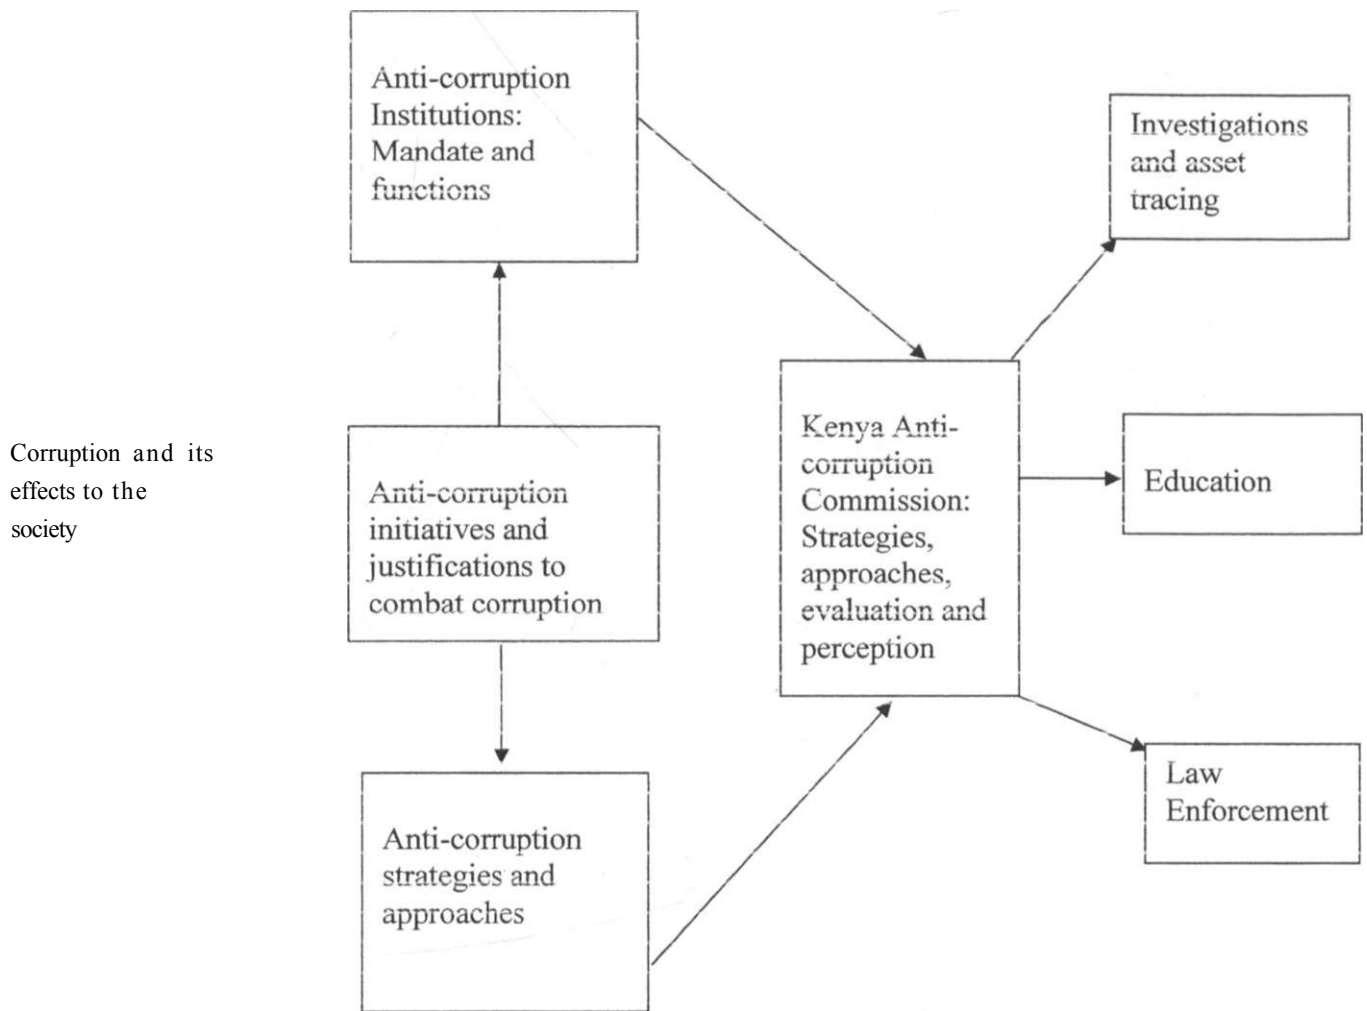 Anti-corruption
Institutions:
Mandate and
functions
Investigations
and asset
tracing
Corruption and its
effects to the
society
Anti-corruption
initiatives and
justifications to
combat corruption
Kenya Anti-
corruption
Commission:
Strategies,
approaches,
evaluation and
perception
Education
Anti-corruption
strategies and
approaches
Law
Enforcement